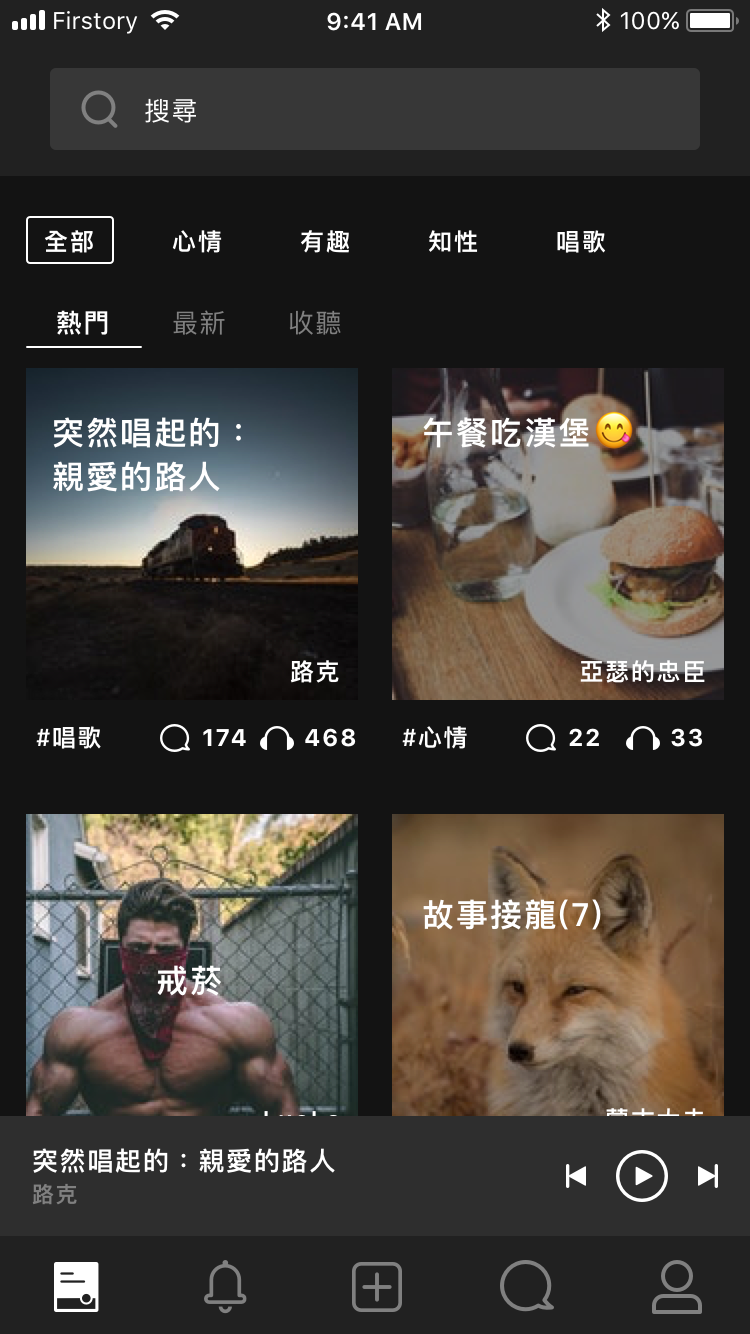 Firstory 9:41 AM 100%
搜尋
全部 心情 有趣 知性 唱歌
熱門 最新 收聽
突然唱起的：
親愛的路人
路克
#唱歌 174 468
午餐吃漢堡😋
亞瑟的忠臣
#心情 22 33
戒菸
故事接龍(7)
突然唱起的：親愛的路人
路克